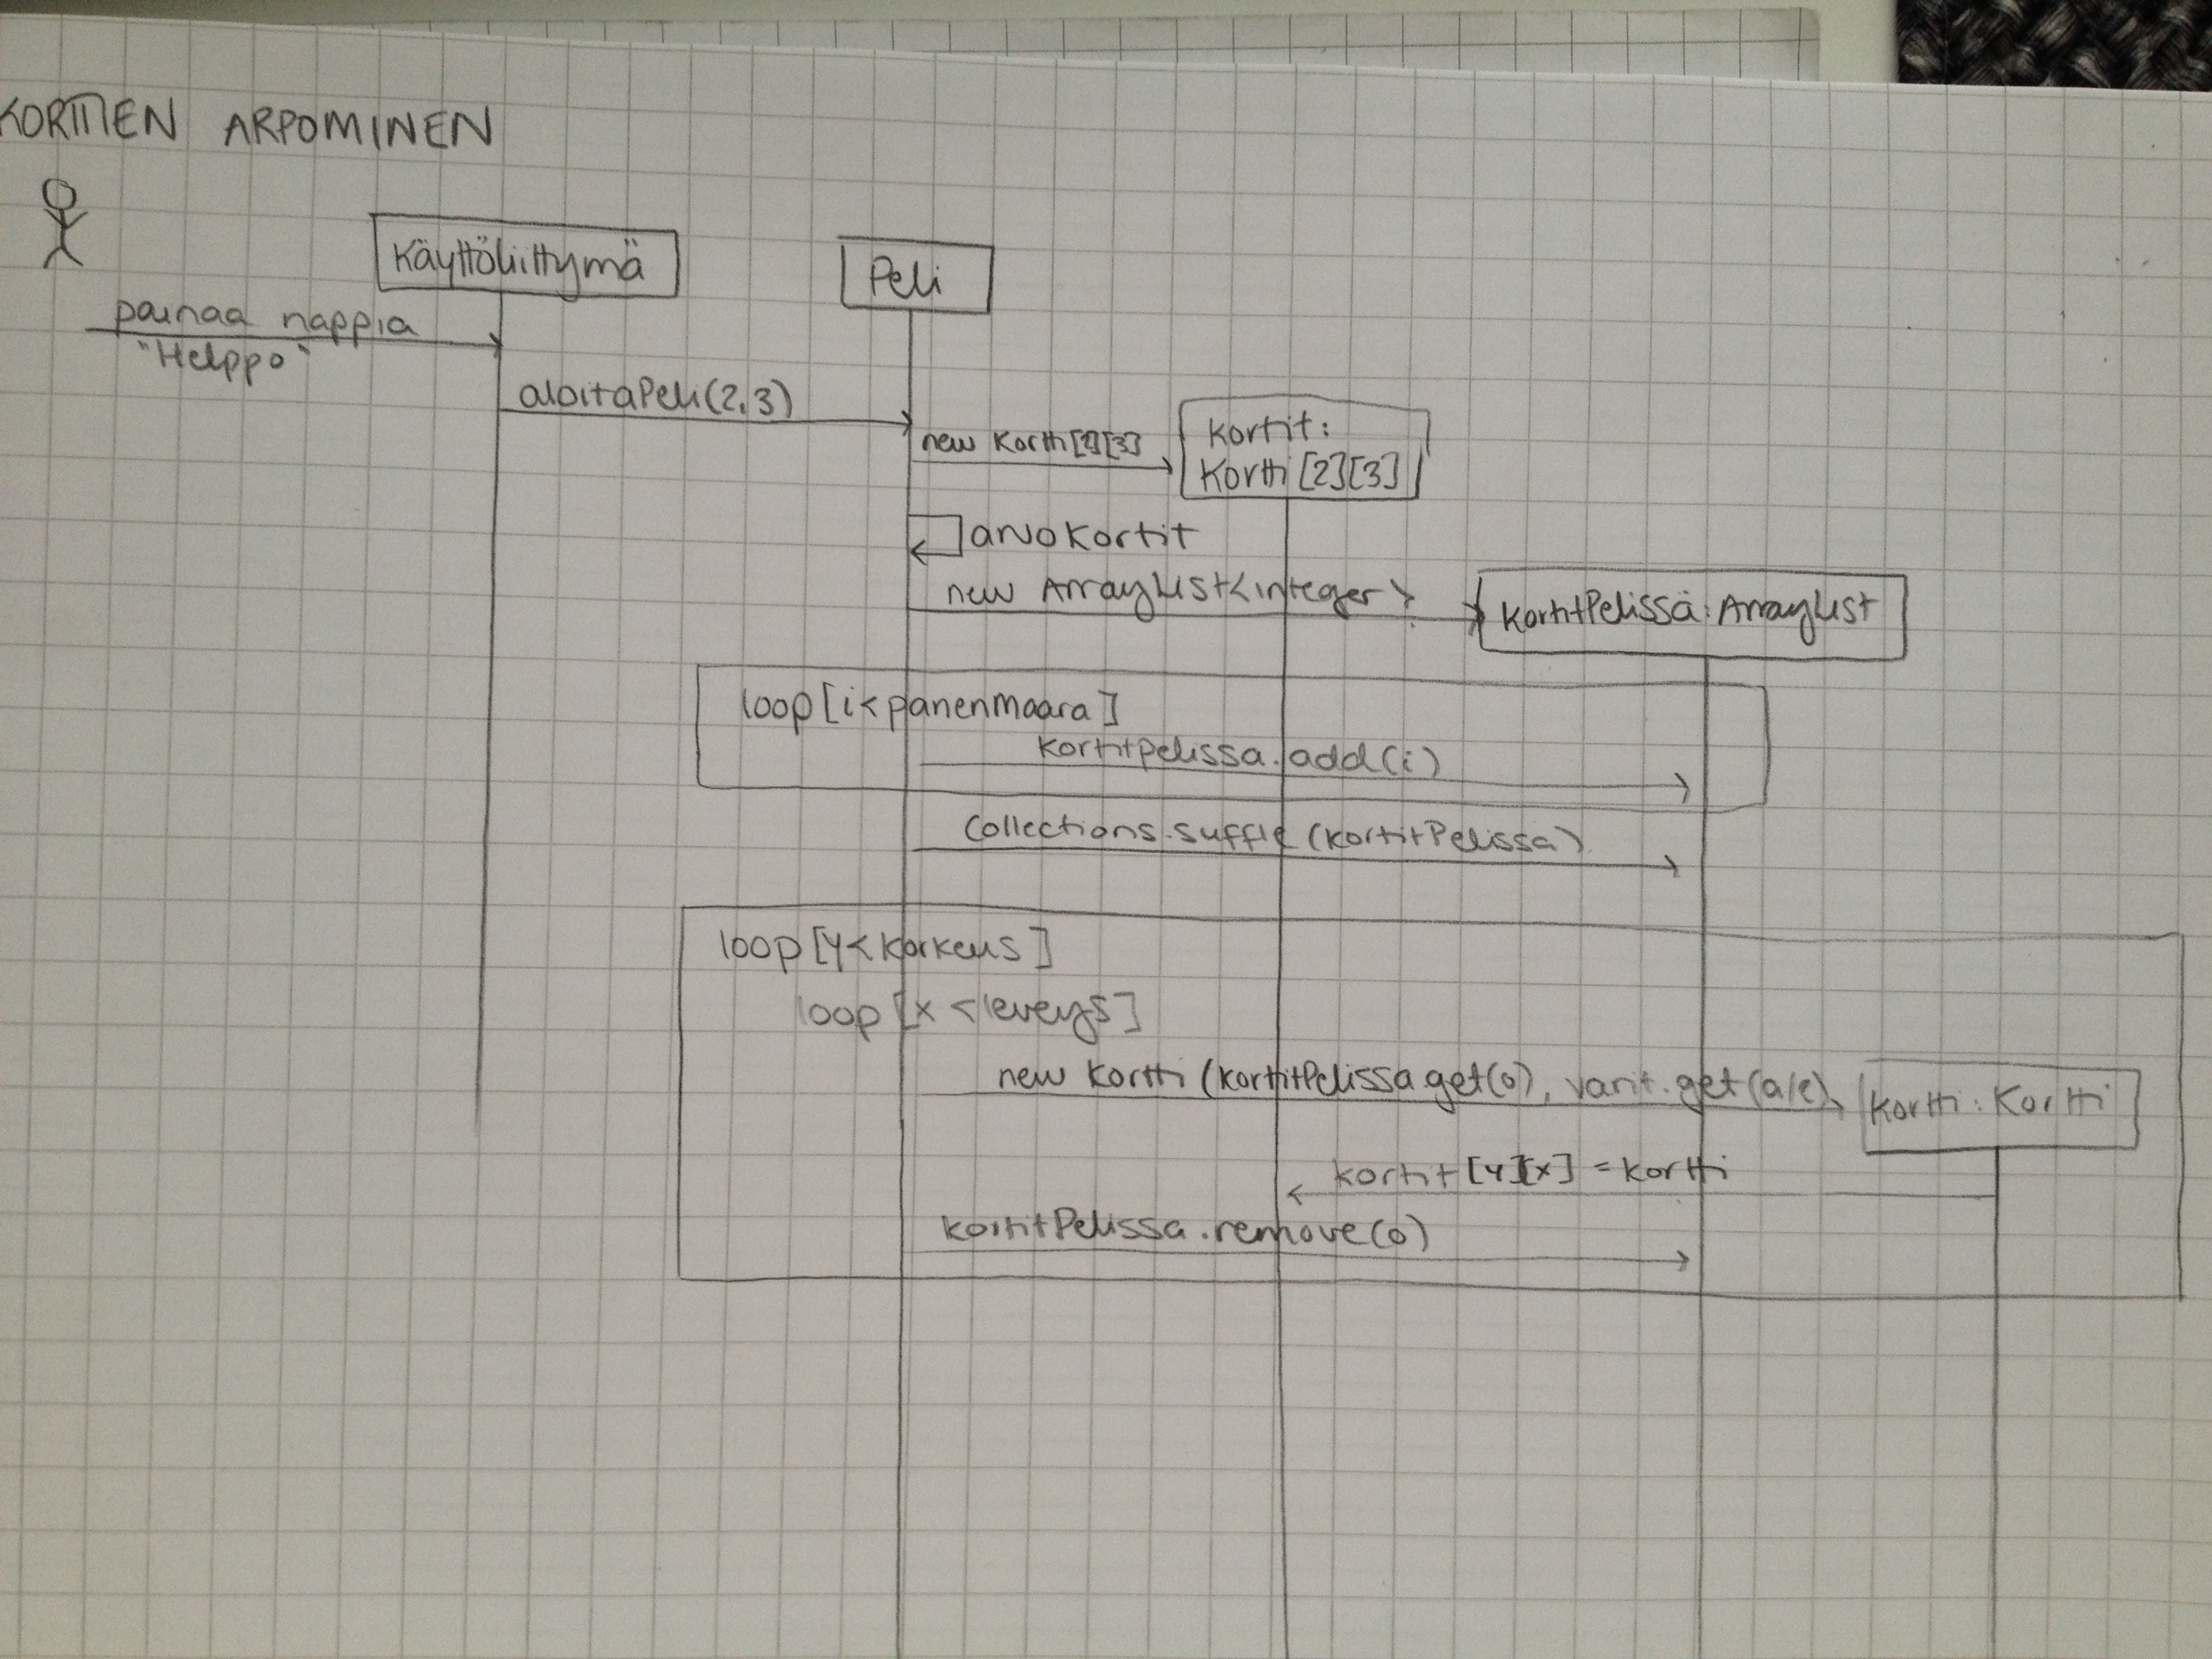 KORTTIEN ARPOMINEN
Käyttöliittymä
Peli
painaa nappia
"Helppo"
aloitaPeli(2,3)
new Kortti[2][3]
kortit:
Kortti[2][3]
arvoKortit
new ArrayList<Integer>
kortitPelissä:ArrayList
loop[i<parienmaara]
kortitPelissa.add(i)
Collections.suffle(kortitPelissa)
loop[y<korkeus]
loop[x<leveys]
new Kortti(kortitPelissa.get(0), varit.get(a/c)
kortti:Kortti
kortit[y][x]=kortti
kortitPelissa.remove(0)